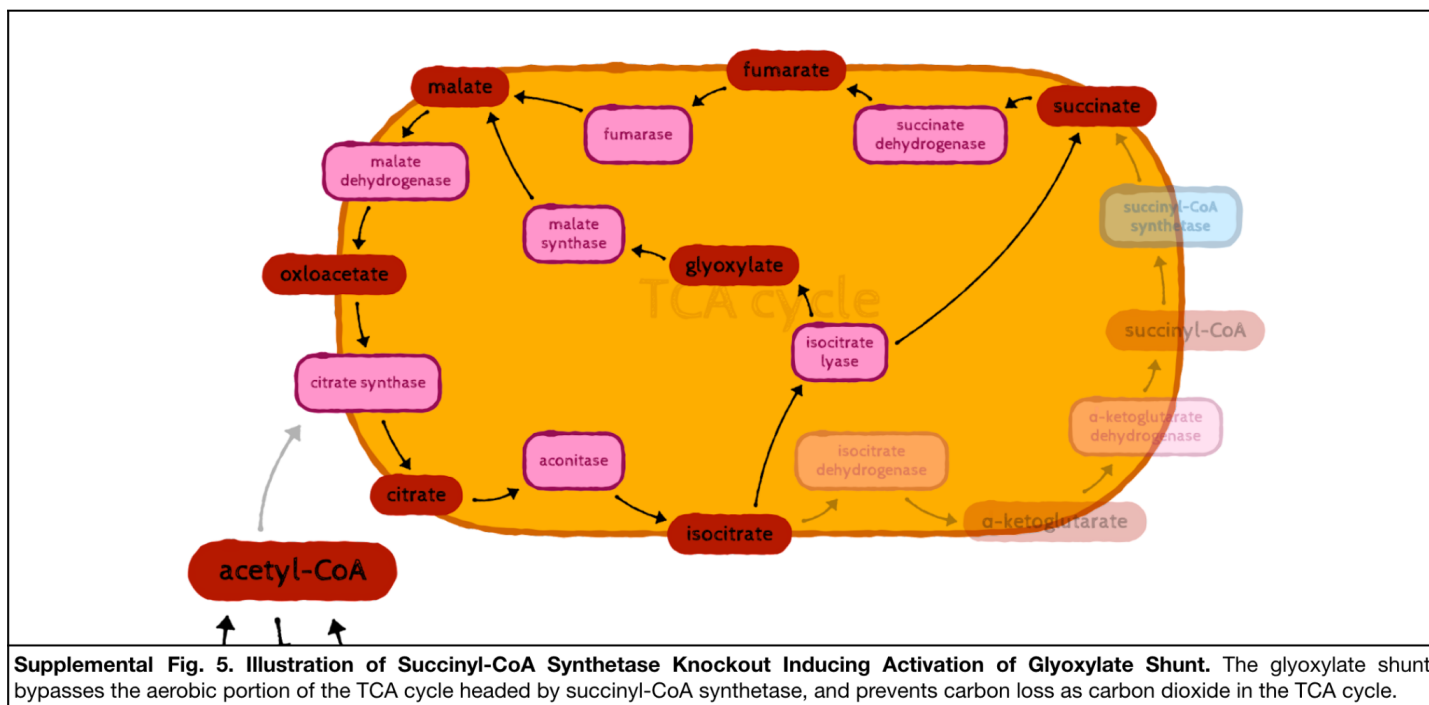 malate
fumarate
succinate
fumarase
succinate
dehydrogenase
malate
dehydrogenase
succinyl-CoA
synthetase
malate
synthase
oxloacetate
glyoxylate
TCA cycle
succinyl-CoA
isocitrate
lyase
citrate synthase
α-ketoglutarate
dehydrogenase
aconitase
isocitrate
dehydrogenase
citrate
isocitrate
α-ketoglutarate
acetyl-CoA
Supplemental Fig. 5. Illustration of Succinyl-CoA Synthetase Knockout Inducing Activation of Glyoxylate Shunt. The glyoxylate shunt
bypasses the aerobic portion of the TCA cycle headed by succinyl-CoA synthetase, and prevents carbon loss as carbon dioxide in the TCA cycle.